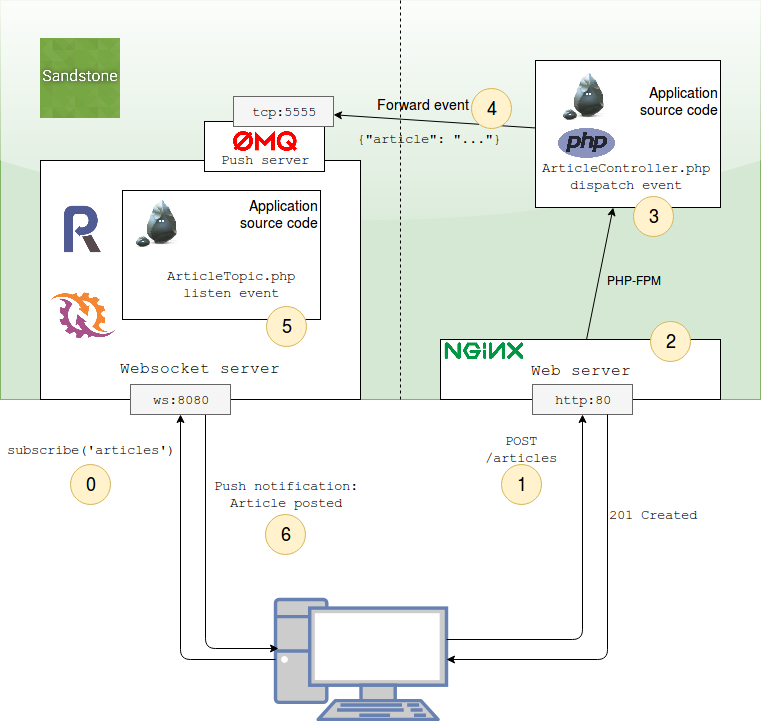 Sandstone
tcp:5555
ØMQ
Push server
Forward event
4
{"article": "..."}
Application
source code
php
ArticleController.php
dispatch event
3
R
Application
source code
ArticleTopic.php
listen event
5
Websocket server
ws:8080
PHP-FPM
2
NGINX
Web server
http:80
subscribe('articles')
0
Push notification:
Article posted
6
POST
/articles
1
201 Created